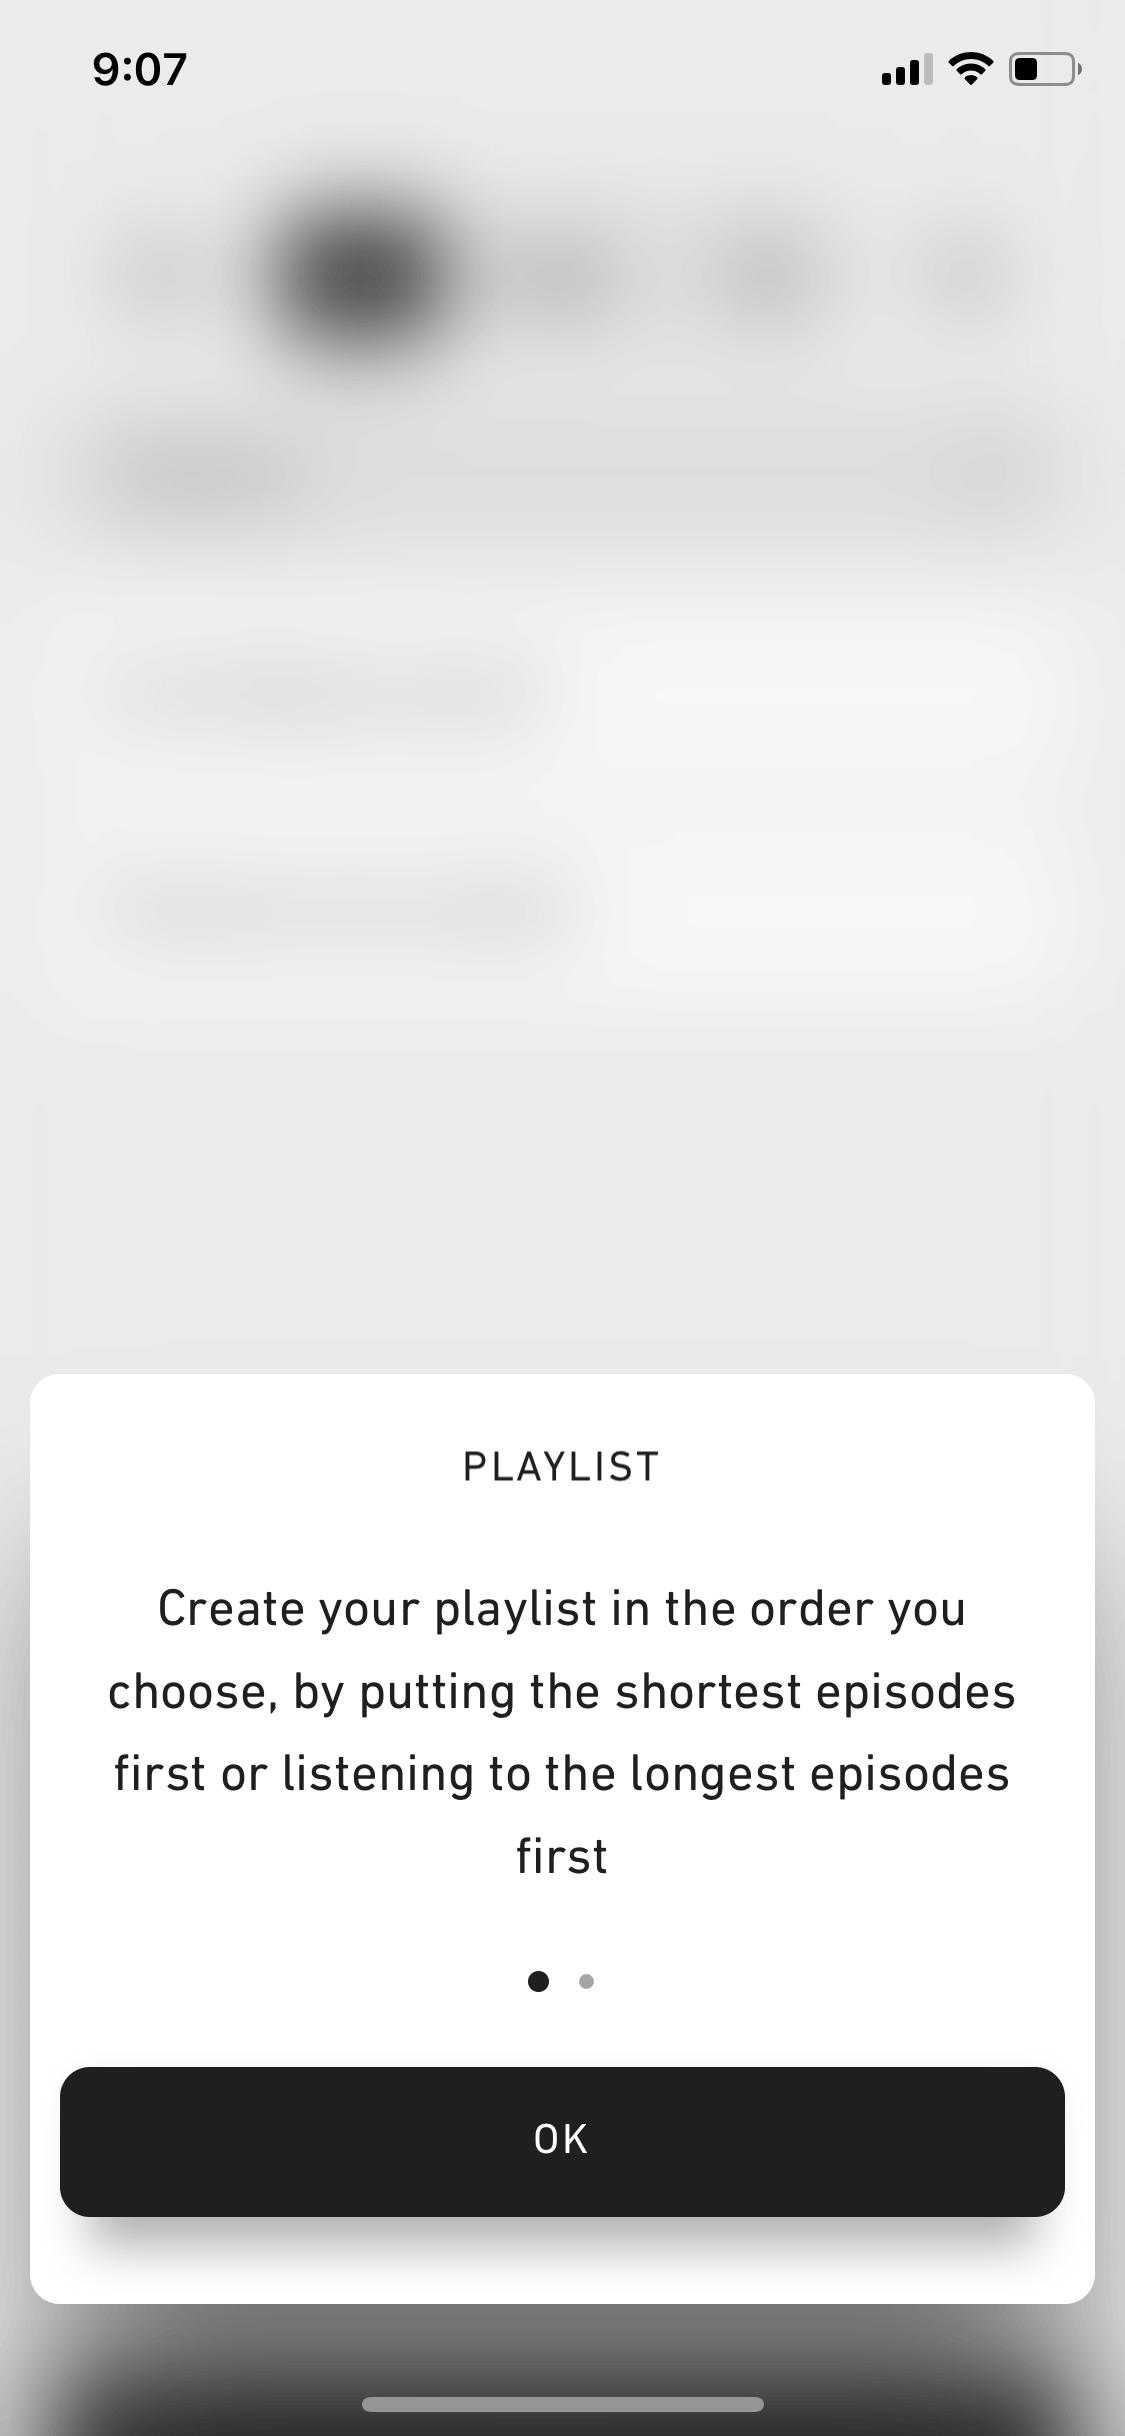 9:07
PLAYLIST
Create your playlist in the order you
choose, by putting the shortest episodes
first or listening to the longest episodes
first
OK